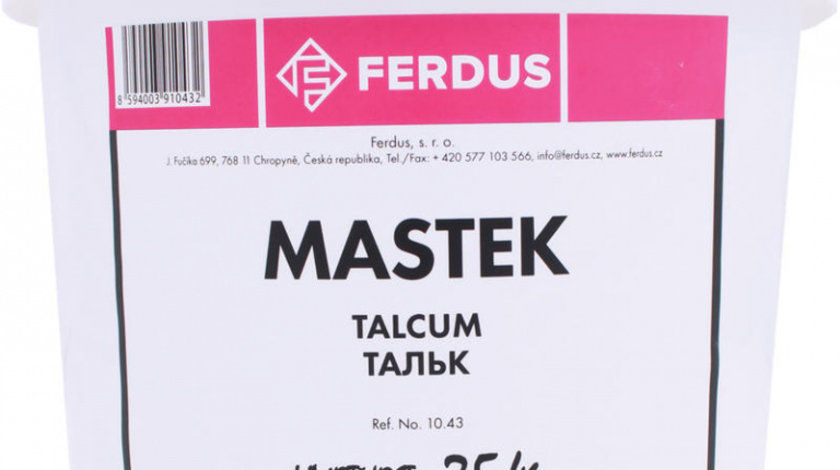 8 594003 910432
FERDUS
Ferdus, s. r. o.
J. Fučíka 699, 768 11 Chropyně, Česká republika, Tel./Fax: + 420 577 103 566, info@ferdus.cz, www.ferdus.cz
MASTEK
TALCUM
ТАЛЬК
Ref. No. 10.43